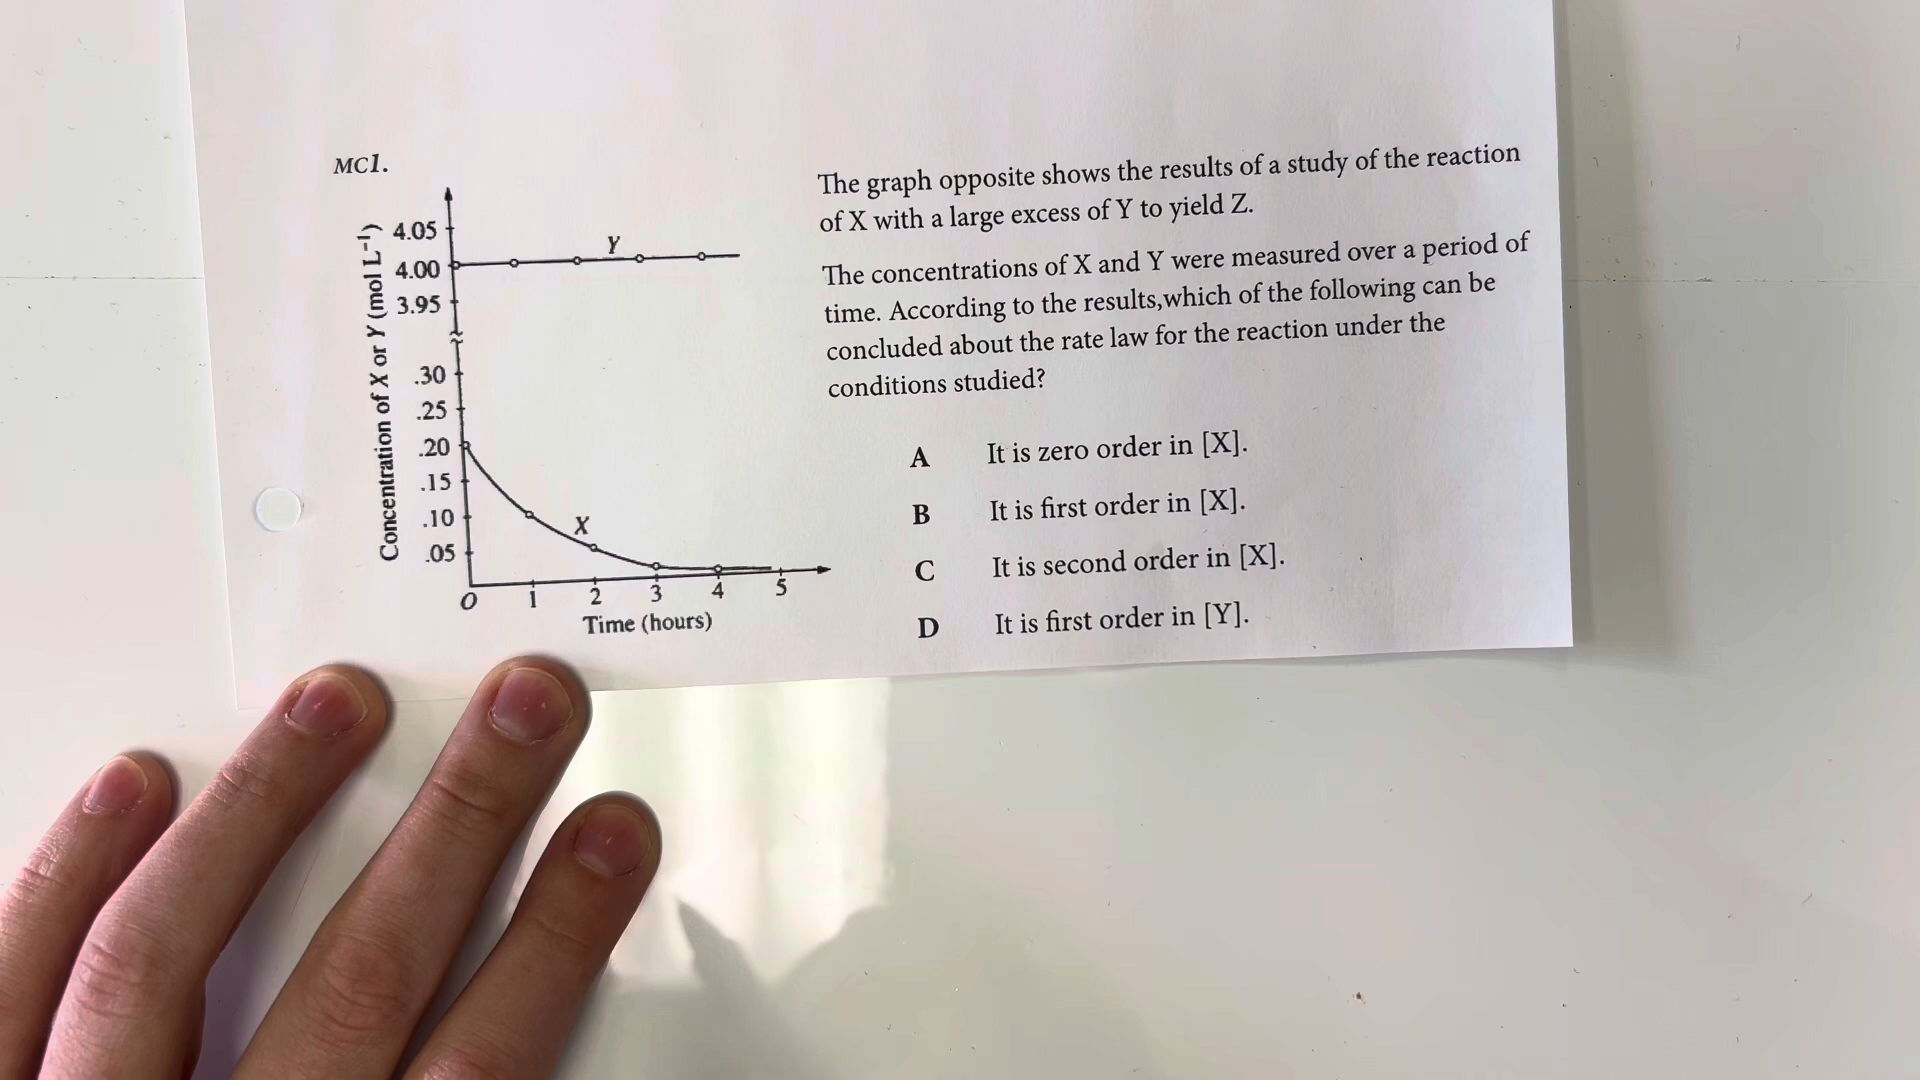 MC1.
The graph opposite shows the results of a study of the reaction
of X with a large excess of Y to yield Z.
The concentrations of X and Y were measured over a period of
time. According to the results,which of the following can be
concluded about the rate law for the reaction under the
conditions studied?
A It is zero order in [X].
B It is first order in [X].
C It is second order in [X].
D It is first order in [Y].
Concentration of X or Y (mol L⁻¹)
4.05
4.00
3.95
.30
.25
.20
.15
.10
.05
Y
X
O 1 2 3 4 5
Time (hours)